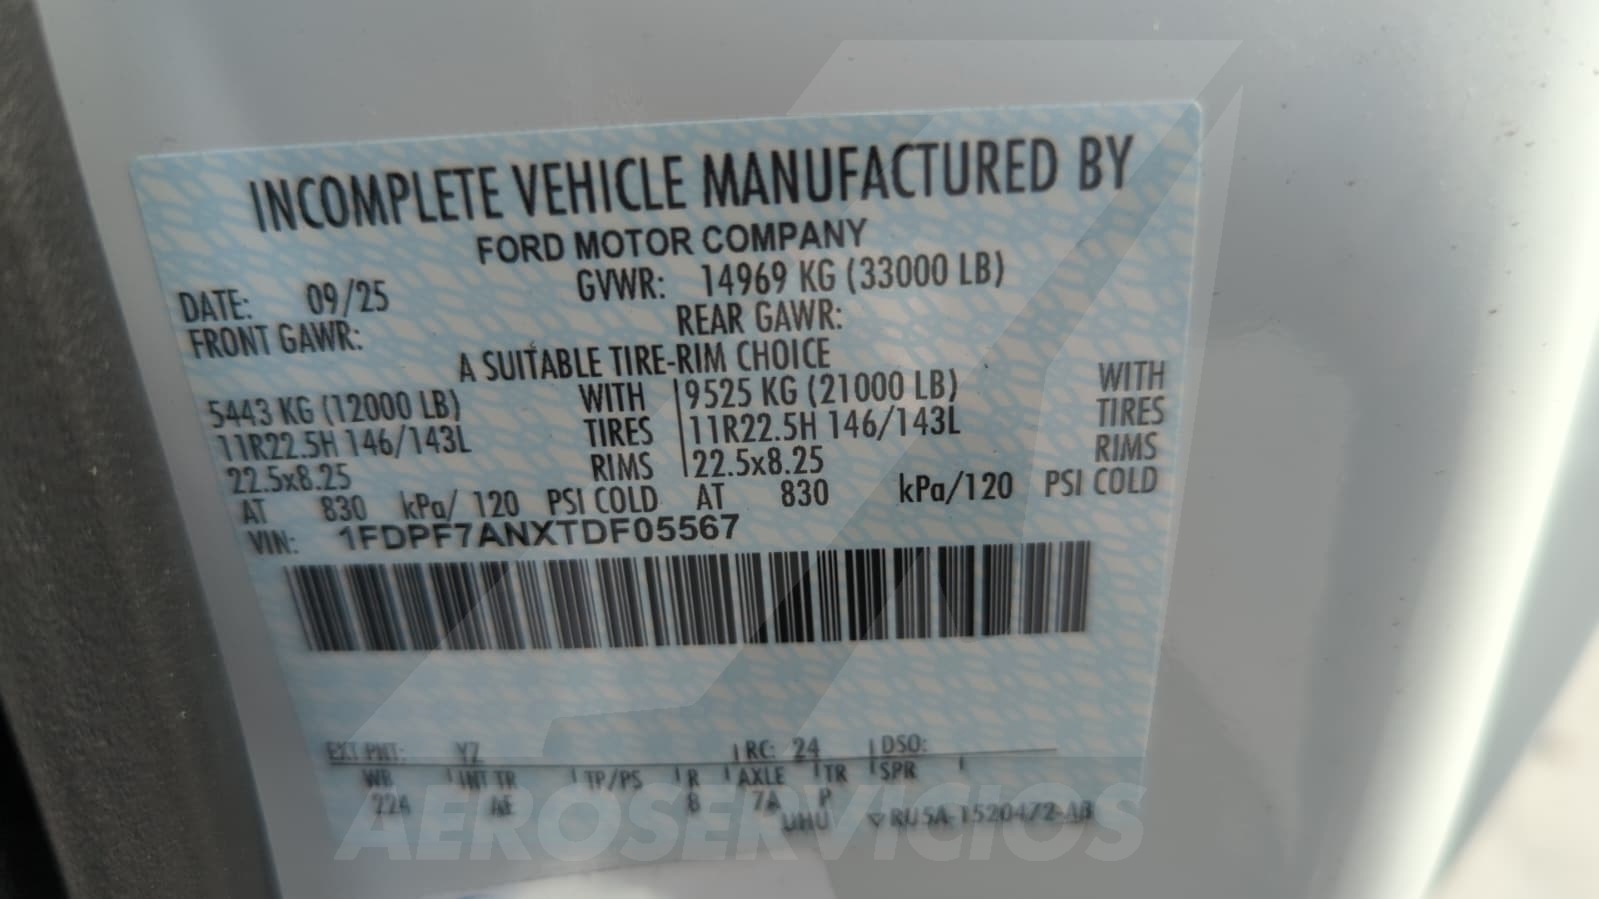 INCOMPLETE VEHICLE MANUFACTURED BY
FORD MOTOR COMPANY
DATE: 09/25 GVWR: 14969 KG (33000 LB)
FRONT GAWR: REAR GAWR:
A SUITABLE TIRE-RIM CHOICE
5443 KG (12000 LB) WITH 9525 KG (21000 LB) WITH
11R22.5H 146/143L TIRES 11R22.5H 146/143L TIRES
22.5x8.25 RIMS 22.5x8.25 RIMS
AT 830 kPa/ 120 PSI COLD AT 830 kPa/120 PSI COLD
VIN: 1FDPF7ANXTDF05567
EXT PNT: YZ RC: 24 DSO:
WB INT TR TP/PS R AXLE TR SPR
224 AE 8 7A P
UHU RU5A-1520472-AB
AEROSERVICIOS